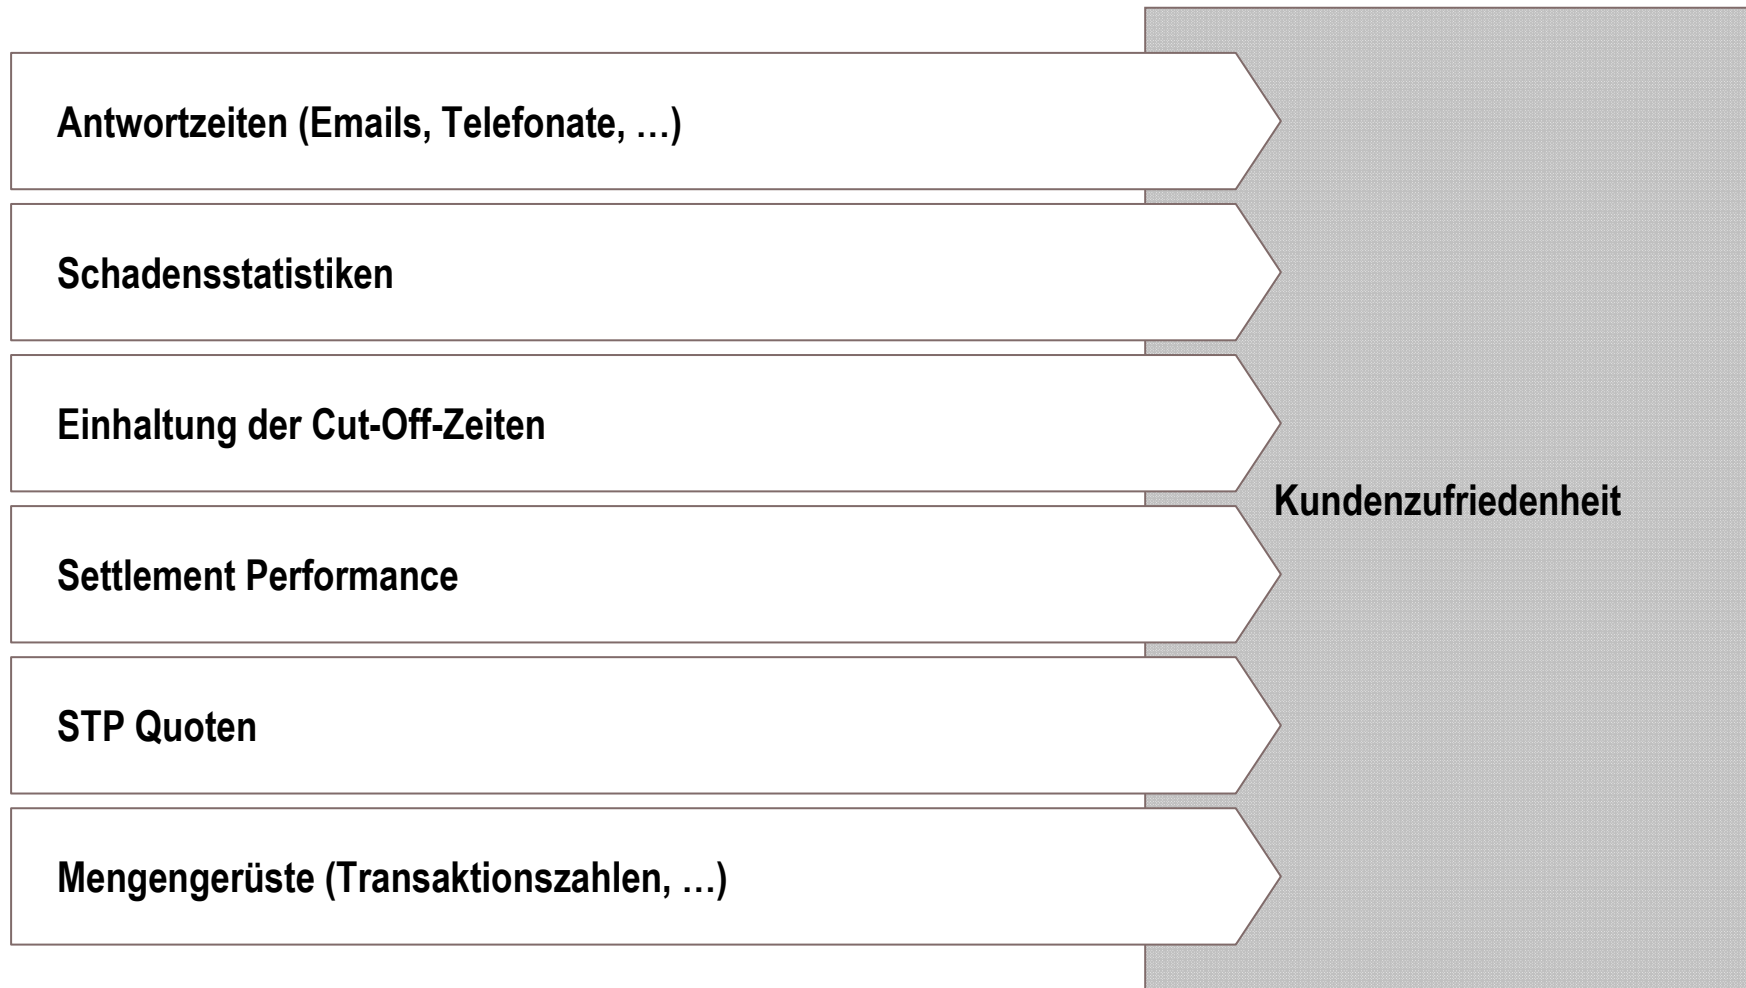 Antwortzeiten (Emails, Telefonate, …)
Schadensstatistiken
Einhaltung der Cut-Off-Zeiten
Kundenzufriedenheit
Settlement Performance
STP Quoten
Mengengerüste (Transaktionszahlen, …)